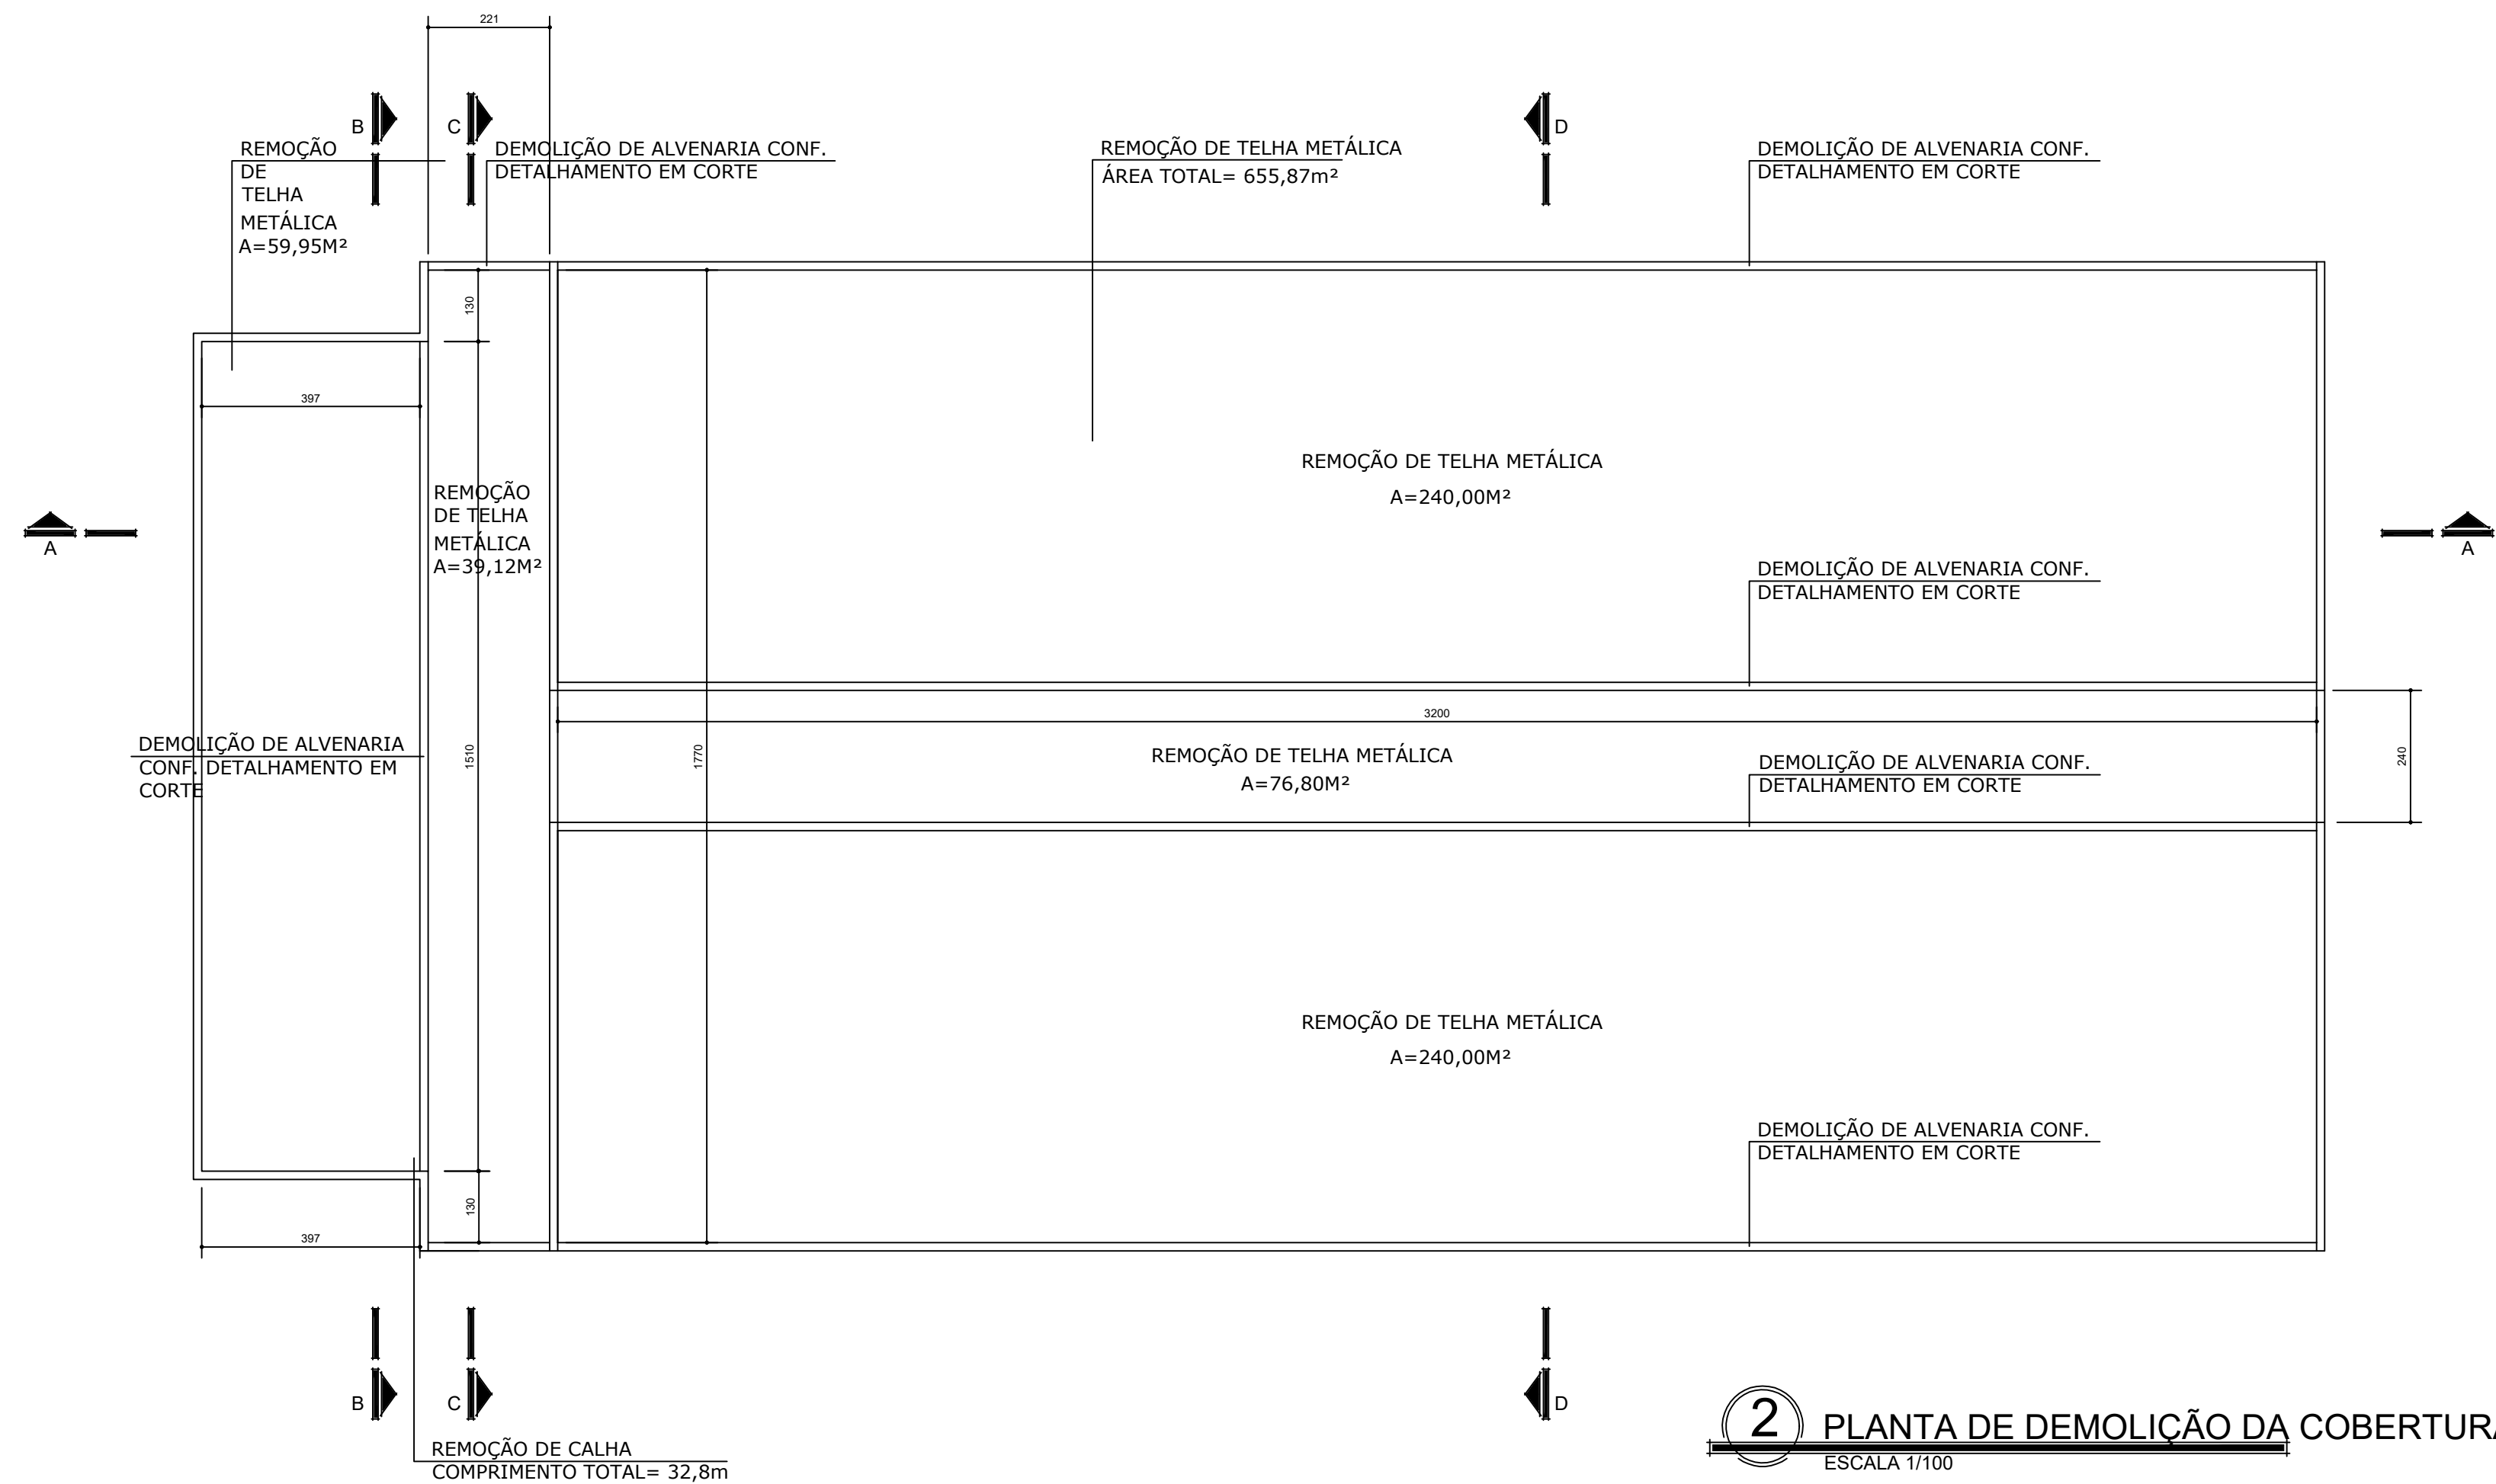 221
B
C
D
REMOÇÃO
DE
TELHA
METÁLICA
A=59,95M²
DEMOLIÇÃO DE ALVENARIA CONF.
DETALHAMENTO EM CORTE
REMOÇÃO DE TELHA METÁLICA
ÁREA TOTAL= 655,87m²
DEMOLIÇÃO DE ALVENARIA CONF.
DETALHAMENTO EM CORTE
130
397
REMOÇÃO
DE TELHA
METÁLICA
A=39,12M²
REMOÇÃO DE TELHA METÁLICA
A=240,00M²
A
A
DEMOLIÇÃO DE ALVENARIA CONF.
DETALHAMENTO EM CORTE
3200
DEMOLIÇÃO DE ALVENARIA
CONF. DETALHAMENTO EM
CORTE
1510
1770
REMOÇÃO DE TELHA METÁLICA
A=76,80M²
DEMOLIÇÃO DE ALVENARIA CONF.
DETALHAMENTO EM CORTE
240
REMOÇÃO DE TELHA METÁLICA
A=240,00M²
DEMOLIÇÃO DE ALVENARIA CONF.
DETALHAMENTO EM CORTE
130
397
B
C
D
REMOÇÃO DE CALHA
COMPRIMENTO TOTAL= 32,8m
2
PLANTA DE DEMOLIÇÃO DA COBERTURA
ESCALA 1/100